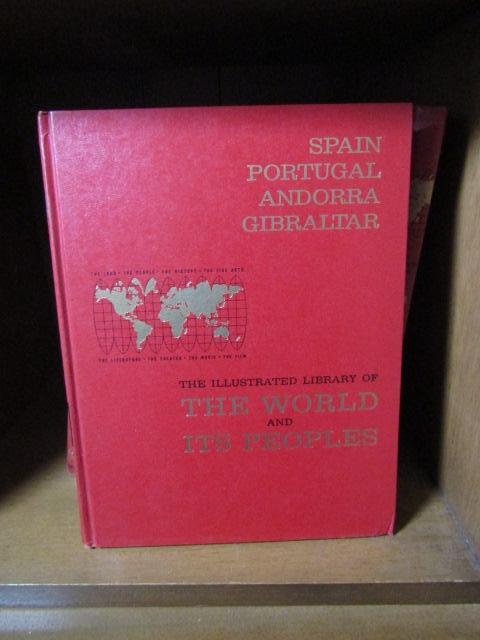 SPAIN
PORTUGAL
ANDORRA
GIBRALTAR
THE LAND • THE PEOPLE • THE HISTORY • THE FINE ARTS
THE LITERATURE • THE THEATER • THE MUSIC • THE FILM
THE ILLUSTRATED LIBRARY OF
THE WORLD
AND
ITS PEOPLES